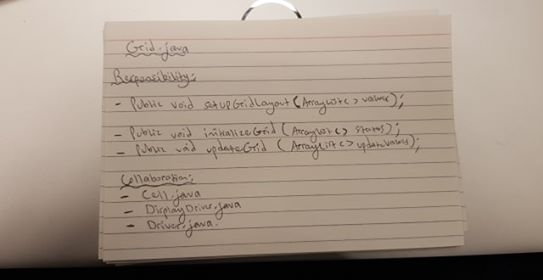 Grid.java
Responsibility:
- Public void setupGridLayout (ArrayList<> values);
- Public void initializeGrid (ArrayList<> status);
- Public void updateGrid (ArrayList<> updateValues);
Collaboration:
- Cell.java
- DisplayDriver.java
- Driver.java.